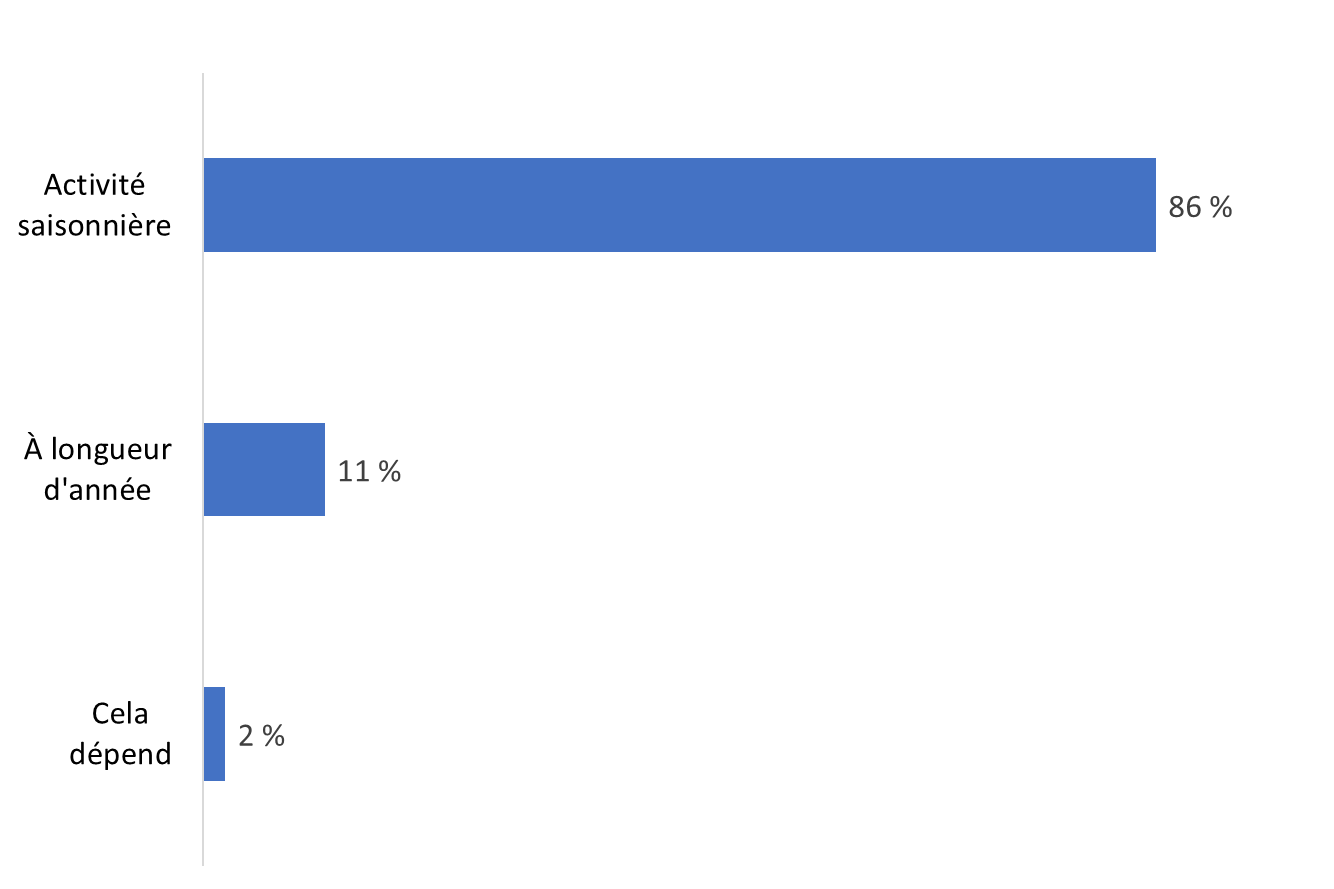 Activité
saisonnière
86 %
À longueur
d'année
11 %
Cela
dépend
2 %